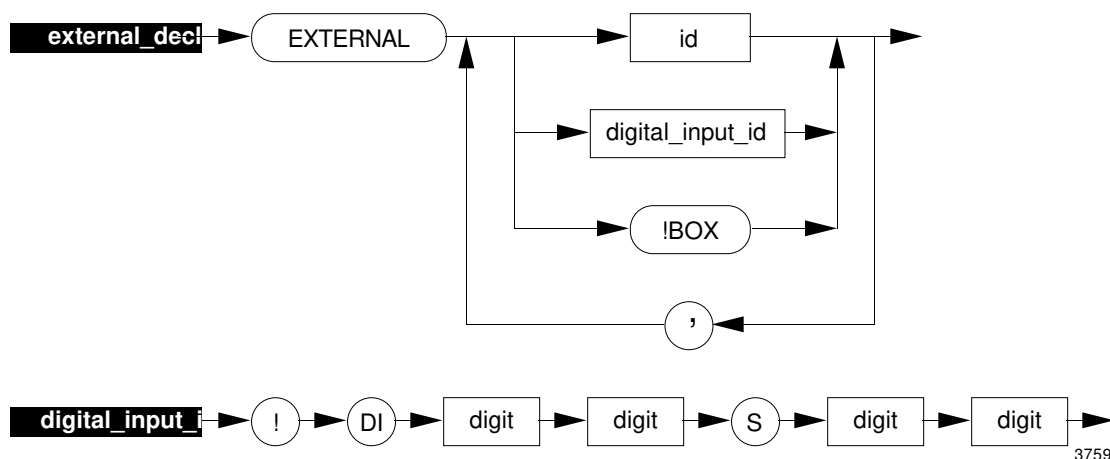 external_decl
EXTERNAL
id
digital_input_id
!BOX
,
digital_input_i
!
DI
digit
digit
S
digit
digit
3759